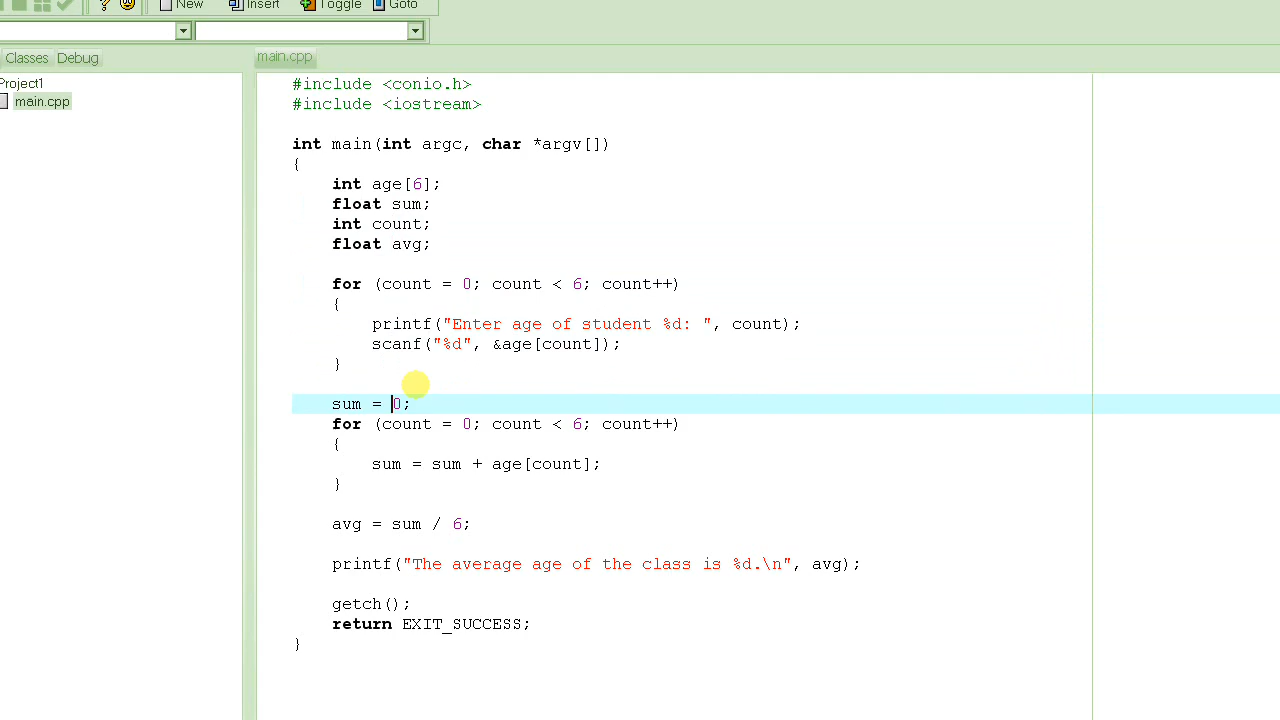 New Insert Toggle Goto
Classes Debug main.cpp
Project1
main.cpp
#include <conio.h>
#include <iostream>
int main(int argc, char *argv[])
{
int age[6];
float sum;
int count;
float avg;
for (count = 0; count < 6; count++)
{
printf("Enter age of student %d: ", count);
scanf("%d", &age[count]);
}
sum = 0;
for (count = 0; count < 6; count++)
{
sum = sum + age[count];
}
avg = sum / 6;
printf("The average age of the class is %d.\n", avg);
getch();
return EXIT_SUCCESS;
}